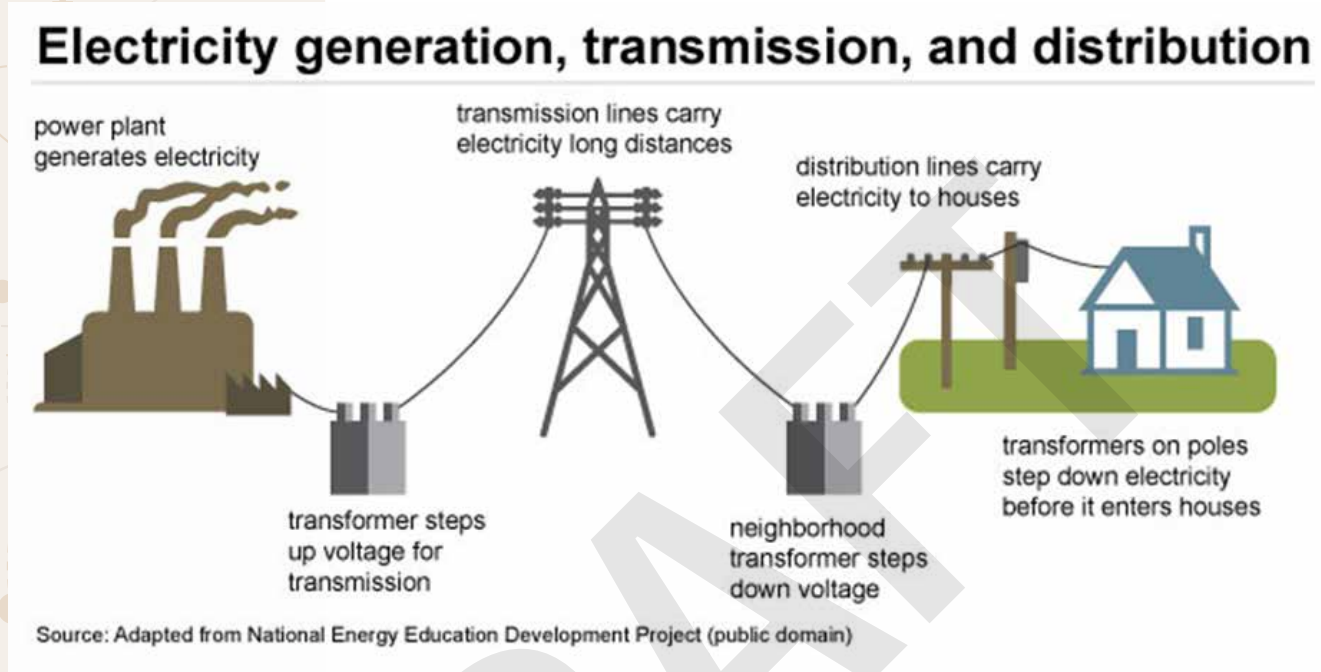 Electricity generation, transmission, and distribution
power plant
generates electricity
transmission lines carry
electricity long distances
distribution lines carry
electricity to houses
transformer steps
up voltage for
transmission
neighborhood
transformer steps
down voltage
transformers on poles
step down electricity
before it enters houses
Source: Adapted from National Energy Education Development Project (public domain)